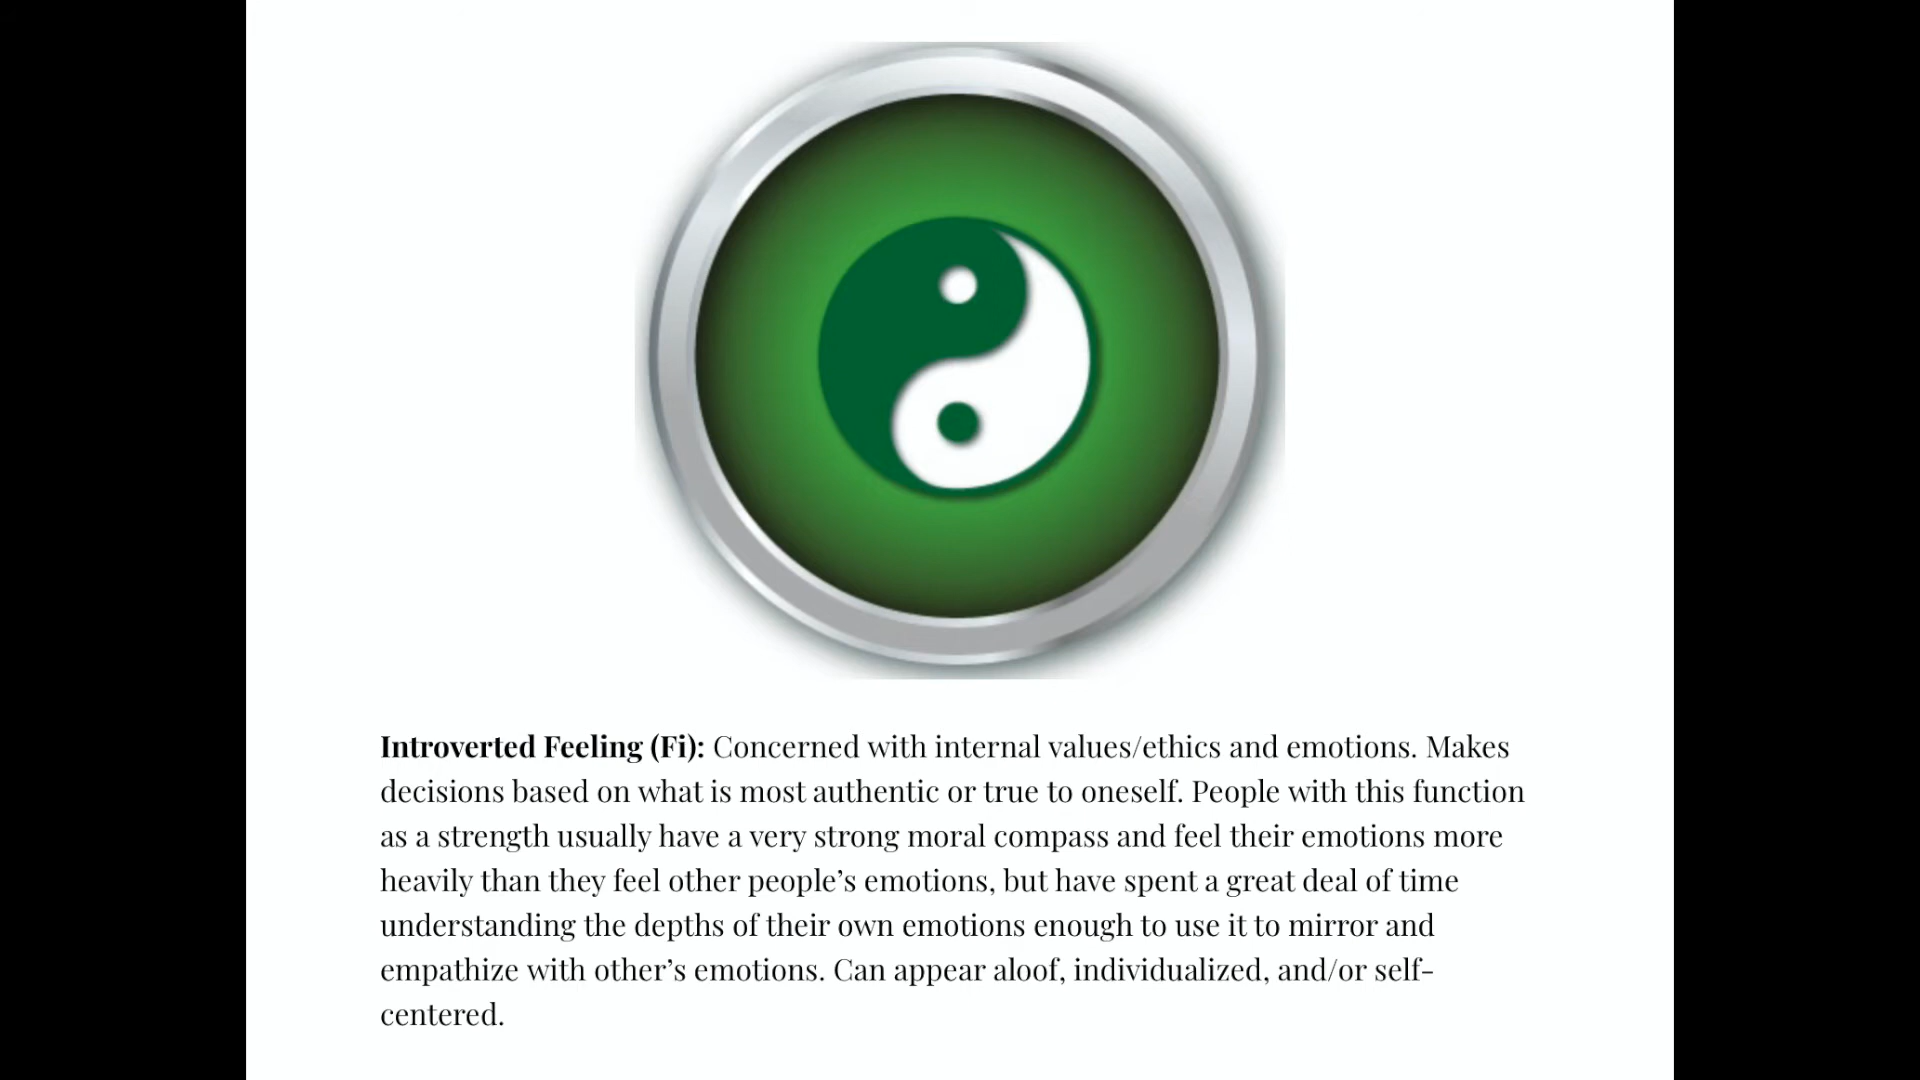 Introverted Feeling (Fi): Concerned with internal values/ethics and emotions. Makes
decisions based on what is most authentic or true to oneself. People with this function
as a strength usually have a very strong moral compass and feel their emotions more
heavily than they feel other people’s emotions, but have spent a great deal of time
understanding the depths of their own emotions enough to use it to mirror and
empathize with other’s emotions. Can appear aloof, individualized, and/or self-
centered.